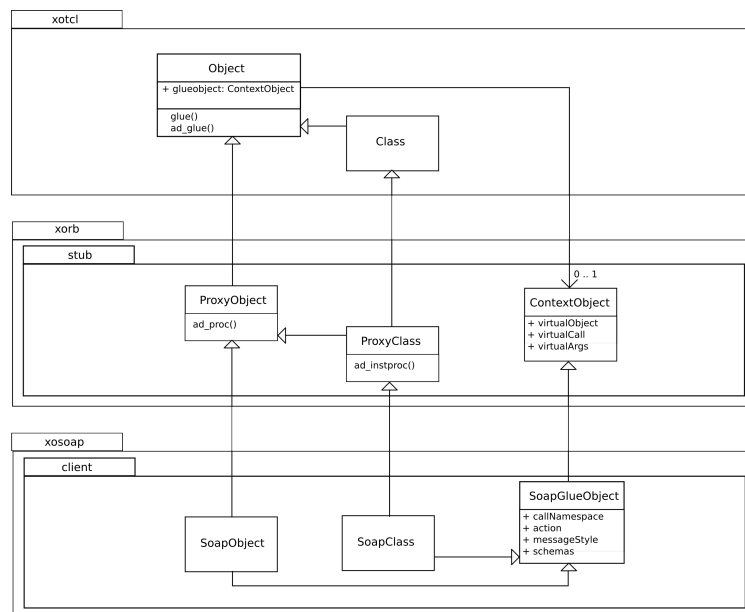 xotcl
Object
+ glueobject: ContextObject
glue()
ad_glue()
Class
xorb
stub
0 .. 1
ProxyObject
ad_proc()
ContextObject
+ virtualObject
+ virtualCall
+ virtualArgs
ProxyClass
ad_instproc()
xosoap
client
SoapGlueObject
+ callNamespace
+ action
+ messageStyle
+ schemas
SoapObject
SoapClass